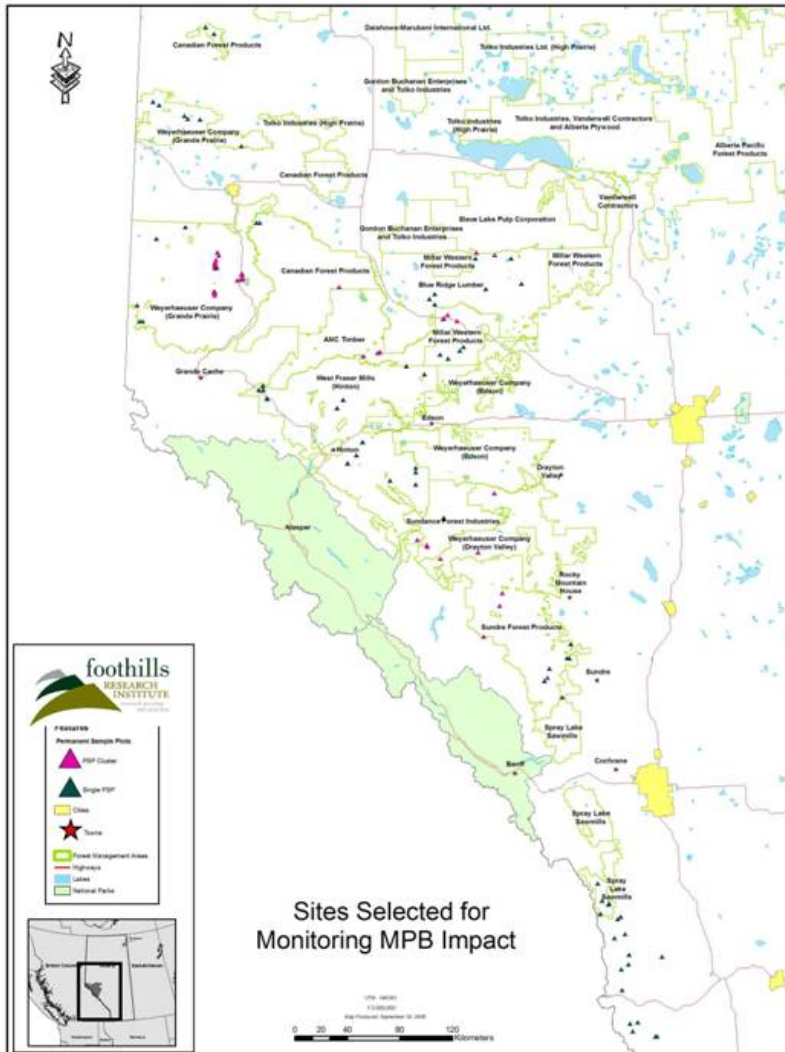 N
Canadian Forest Products
Daishowa-Marubeni International Ltd.
Tolko Industries Ltd. (High Prairie)
Gordon Buchanan Enterprises
and Tolko Industries
Weyerhaeuser Company
(Grande Prairie)
Tolko Industries (High Prairie)
Tolko Industries
(High Prairie)
Tolko Industries, Vanderwell Contractors
and Alberta Plywood
Alberta Pacific
Forest Products
Canadian Forest Products
Vanderwell
Contractors
Slave Lake Pulp Corporation
Gordon Buchanan Enterprises
and Tolko Industries
Millar Western
Forest Products
Millar Western
Forest Products
Canadian Forest Products
Blue Ridge Lumber
Weyerhaeuser Company
(Grande Prairie)
ANC Timber
Millar Western
Forest Products
Grande Cache
West Fraser Mills
(Hinton)
Weyerhaeuser Company
(Edson)
Edson
Hinton
Weyerhaeuser Company
(Edson)
Drayton
Valley
Sundance Forest Industries
Jasper
Weyerhaeuser Company
(Drayton Valley)
Rocky
Mountain
House
Sundre Forest Products
Sundre
Spray Lake
Sawmills
Banff
Cochrane
Spray Lake
Sawmills
Spray
Lake
Sawmills
foothills
RESEARCH
INSTITUTE
Features
Permanent Sample Plots
PSP Cluster
Single PSP
Cities
Towns
Forest Management Areas
Highways
Lakes
National Parks
Sites Selected for
Monitoring MPB Impact
0 20 40 80 120
Kilometers